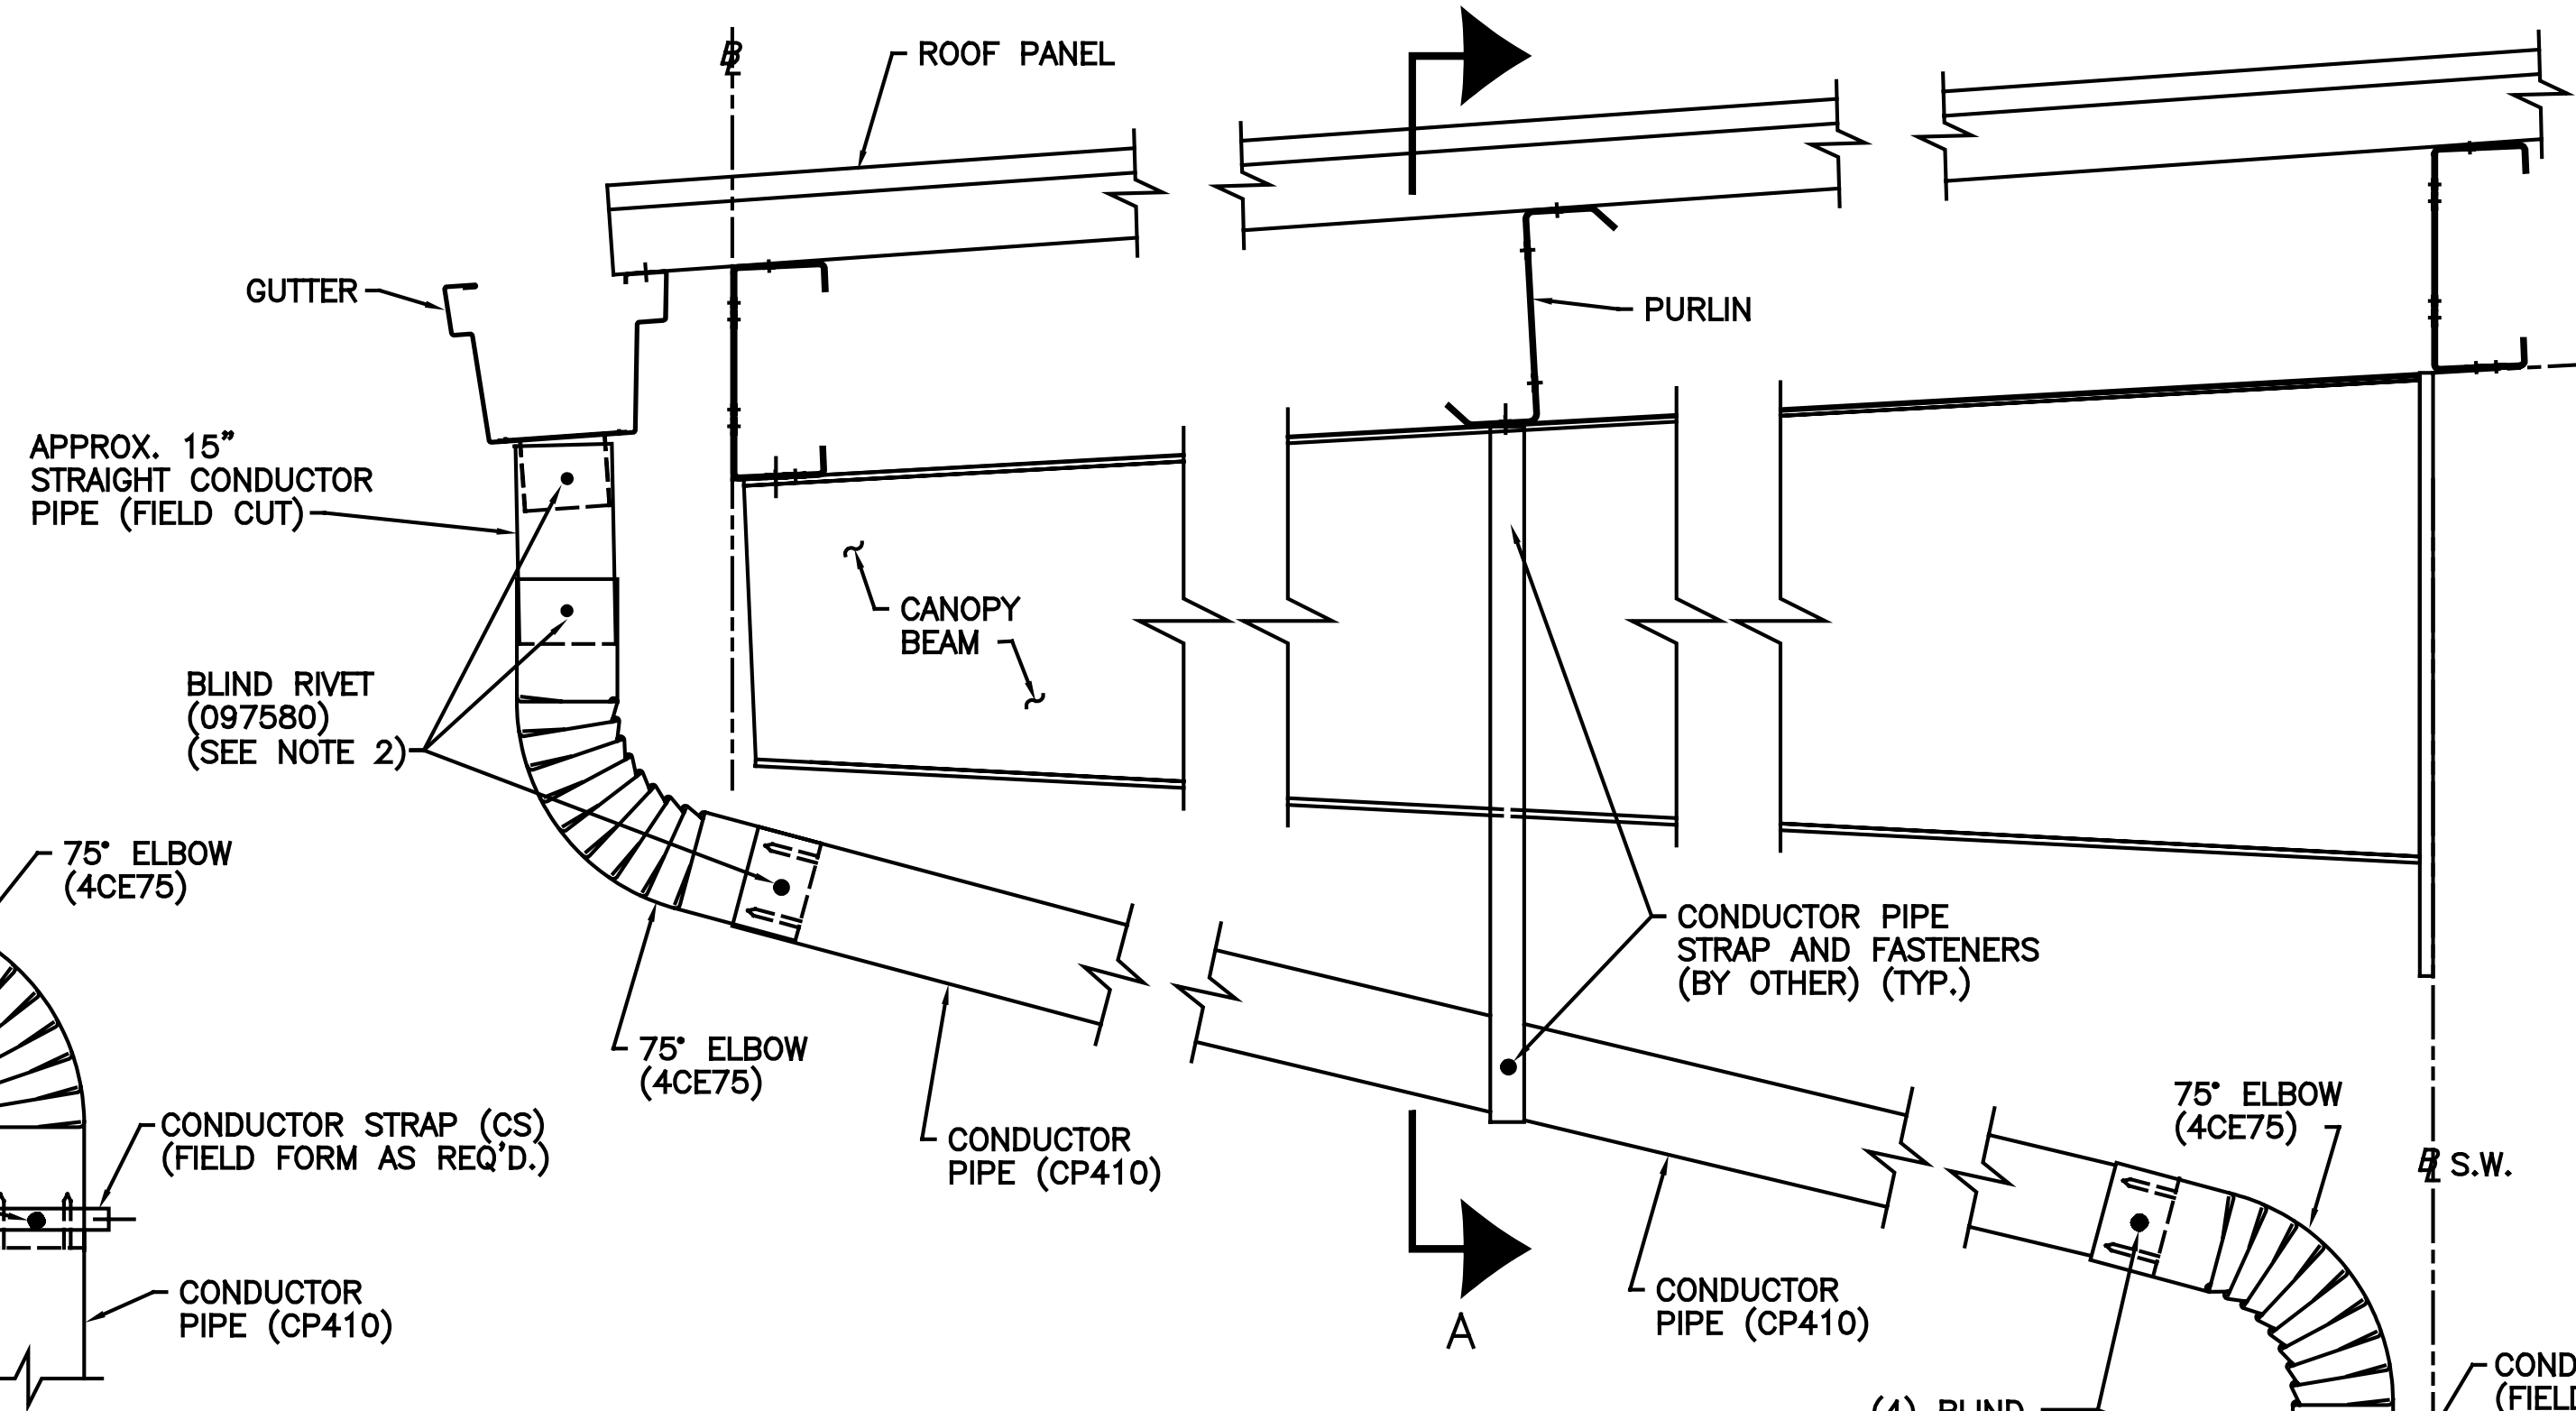 ROOF PANEL
GUTTER
PURLIN
APPROX. 15"
STRAIGHT CONDUCTOR
PIPE (FIELD CUT)
CANOPY
BEAM
BLIND RIVET
(097580)
(SEE NOTE 2)
75° ELBOW
(4CE75)
CONDUCTOR PIPE
STRAP AND FASTENERS
(BY OTHER) (TYP.)
75° ELBOW
(4CE75)
75° ELBOW
(4CE75)
CONDUCTOR STRAP (CS)
(FIELD FORM AS REQ'D.)
CONDUCTOR
PIPE (CP410)
S.W.
CONDUCTOR
PIPE (CP410)
CONDUCTOR
PIPE (CP410)
A
(4) BLIND